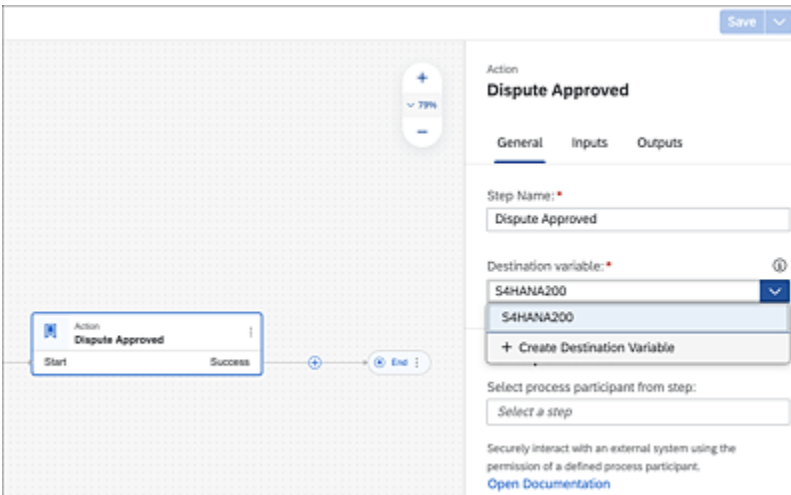 Save
79%
Action
Dispute Approved
General Inputs Outputs
Step Name:*
Dispute Approved
Destination variable:*
S4HANA200
S4HANA200
+ Create Destination Variable
Select process participant from step:
Select a step
Securely interact with an external system using the
permission of a defined process participant.
Open Documentation
Action
Dispute Approved
Start Success
End